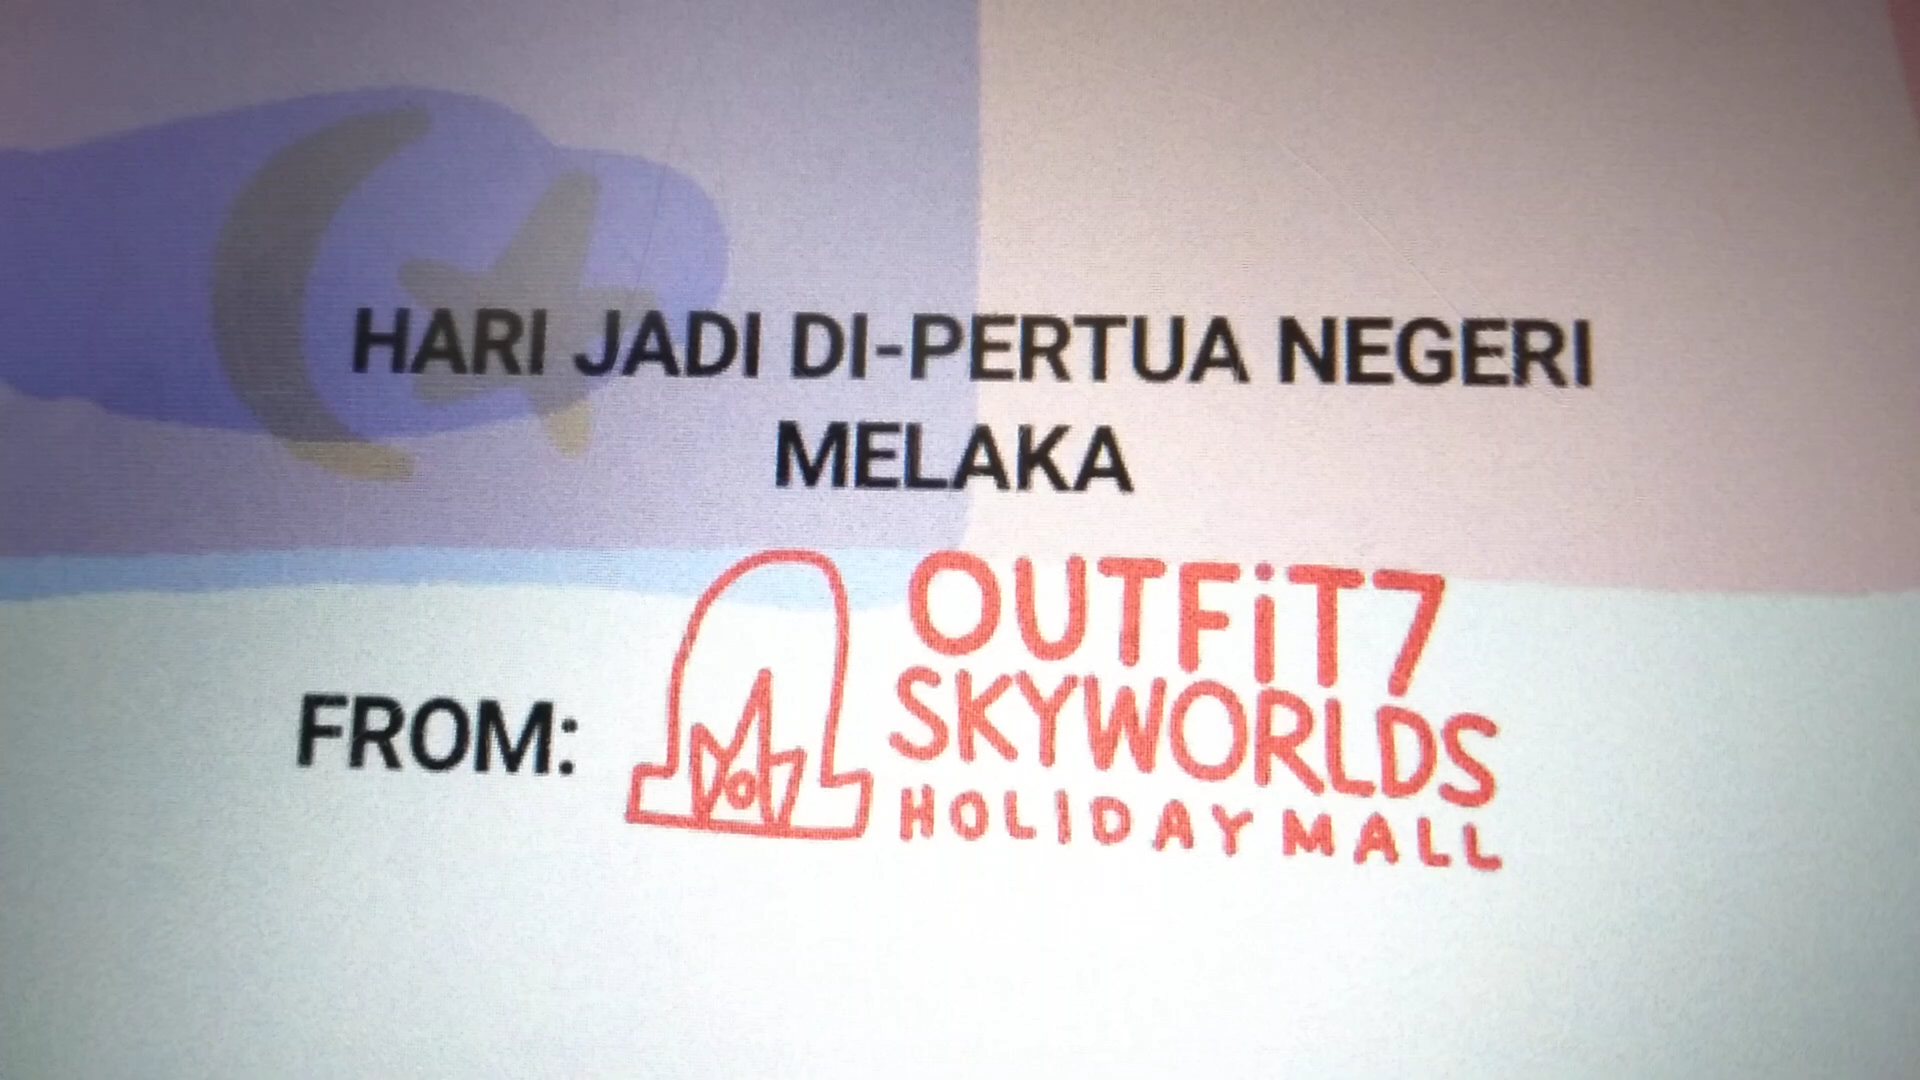 HARI JADI DI-PERTUA NEGERI
MELAKA
FROM:
OUTFiT7
SKYWORLDS
HOLIDAY MALL